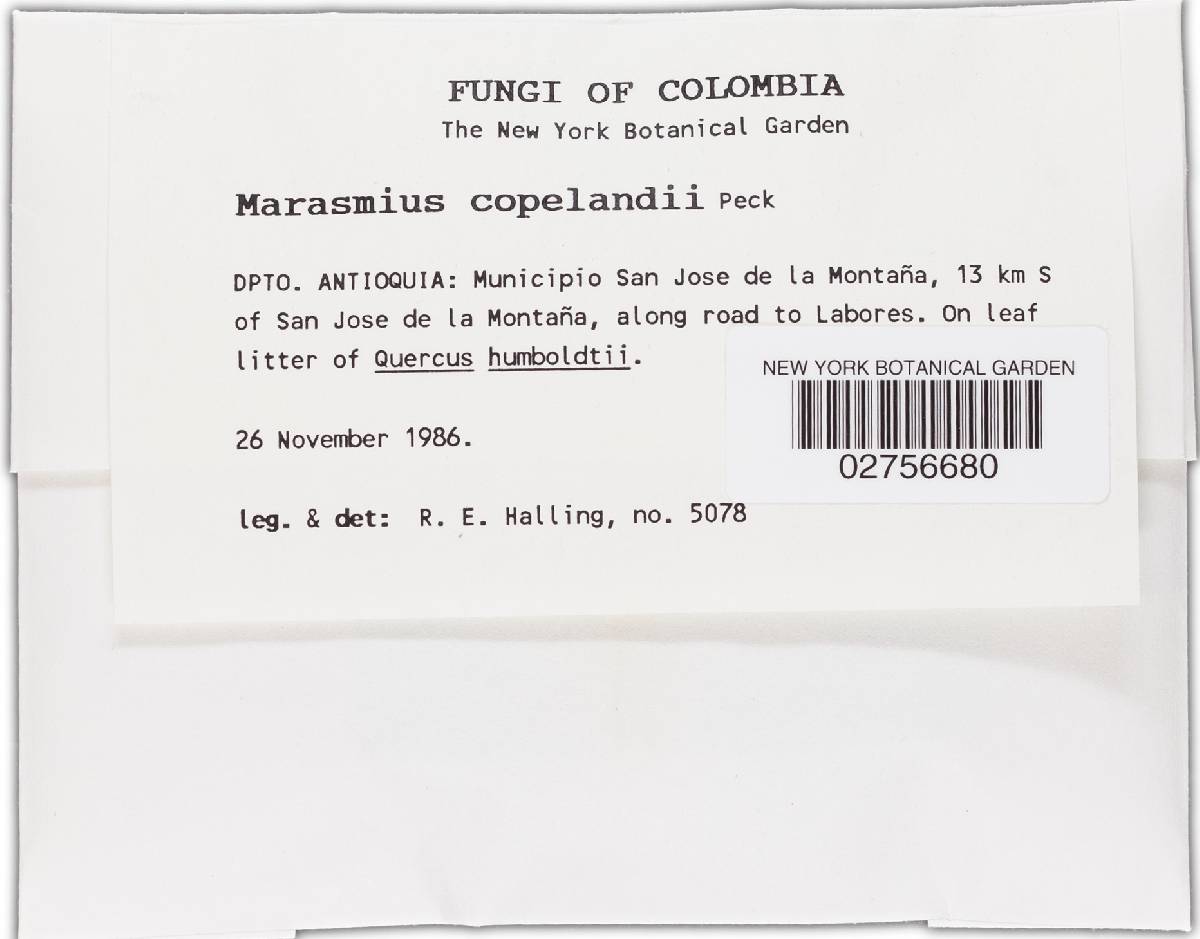 FUNGI OF COLOMBIA
The New York Botanical Garden
Marasmius copelandii Peck
DPTO. ANTIOQUIA: Municipio San Jose de la Montaña, 13 km S
of San Jose de la Montaña, along road to Labores. On leaf
litter of Quercus humboldtii.
NEW YORK BOTANICAL GARDEN
02756680
26 November 1986.
leg. & det: R. E. Halling, no. 5078